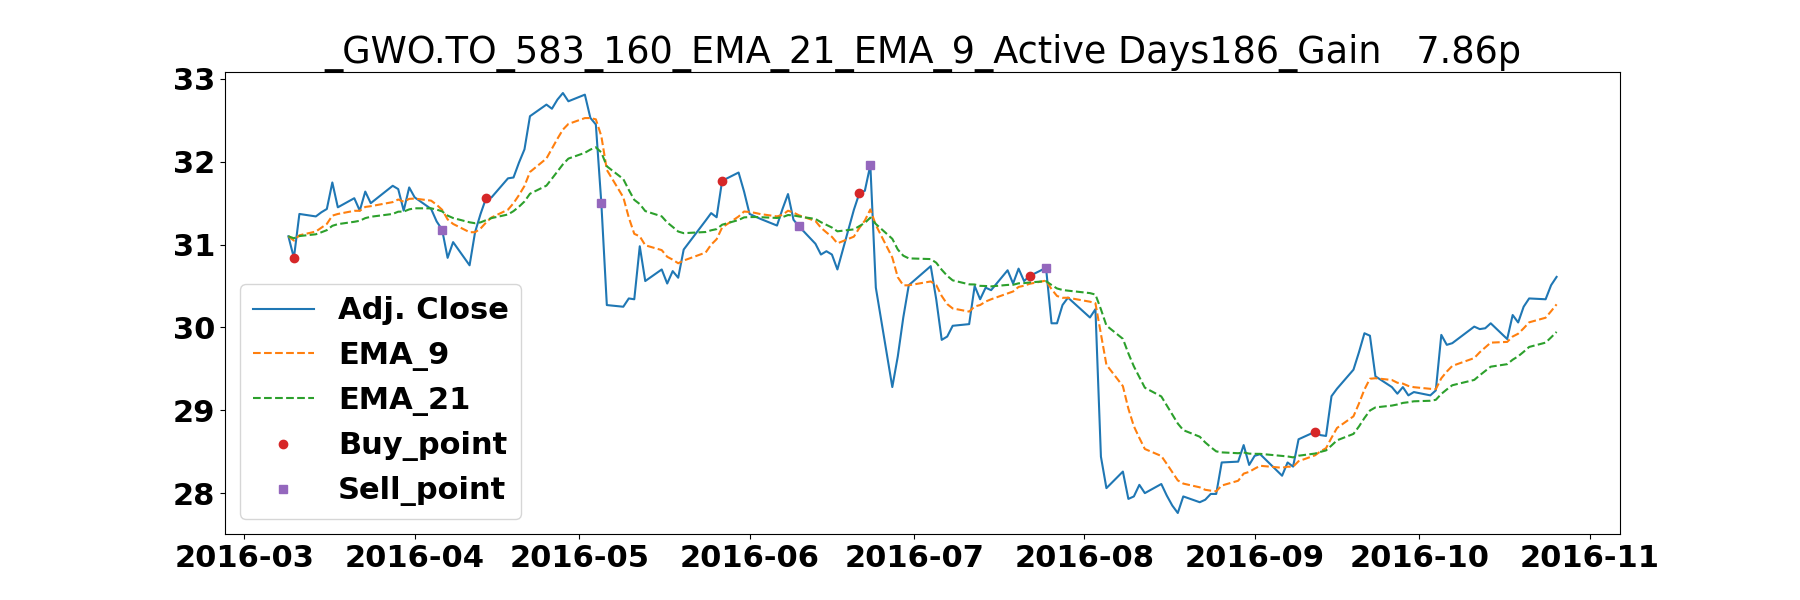 _GWO.TO_583_160_EMA_21_EMA_9_Active Days186_Gain   7.86p
33
32
31
30
29
28
Adj. Close
EMA_9
EMA_21
Buy_point
Sell_point
2016-03 2016-04 2016-05 2016-06 2016-07 2016-08 2016-09 2016-10 2016-11